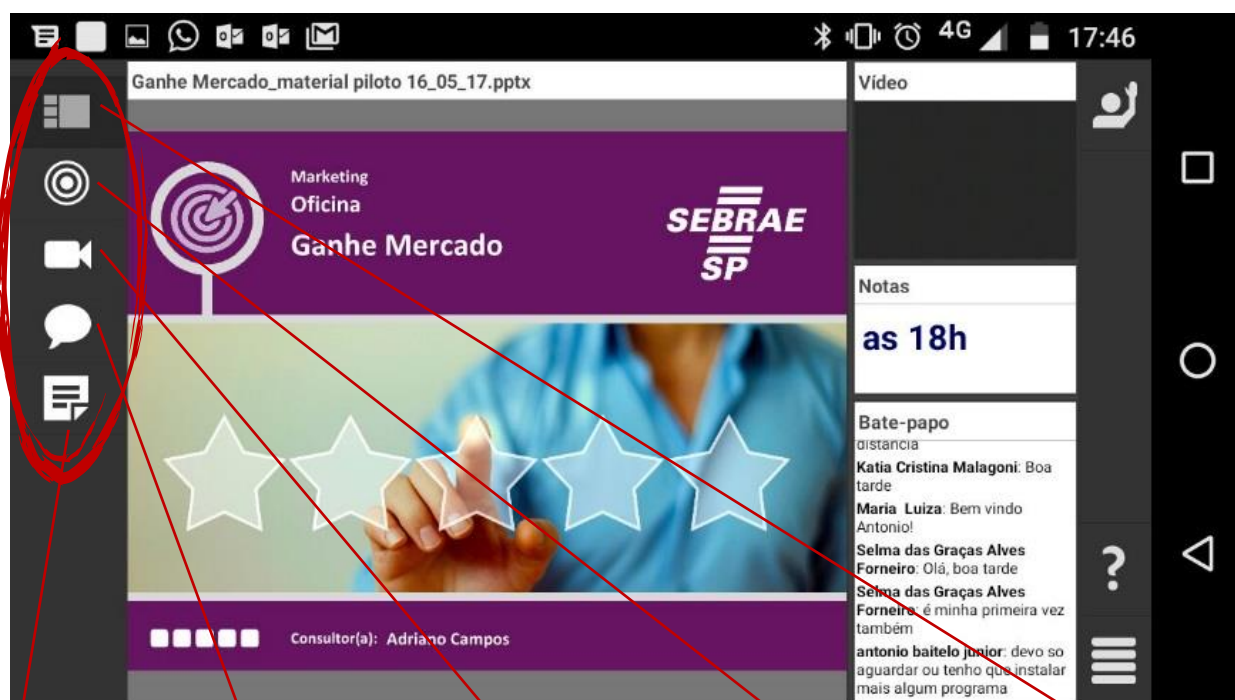 4G
17:46
Ganhe Mercado_material piloto 16_05_17.pptx
Marketing
Oficina
Ganhe Mercado
SEBRAE
SP
Consultor(a): Adriano Campos
Vídeo
Notas
as 18h
Bate-papo
distancia
Katia Cristina Malagoni: Boa
tarde
Maria Luiza: Bem vindo
Antonio!
Selma das Graças Alves
Forneiro: Olá, boa tarde
Selma das Graças Alves
Forneiro: é minha primeira vez
também
antonio baitelo junior: devo so
aguardar ou tenho que instalar
mais algum programa
?